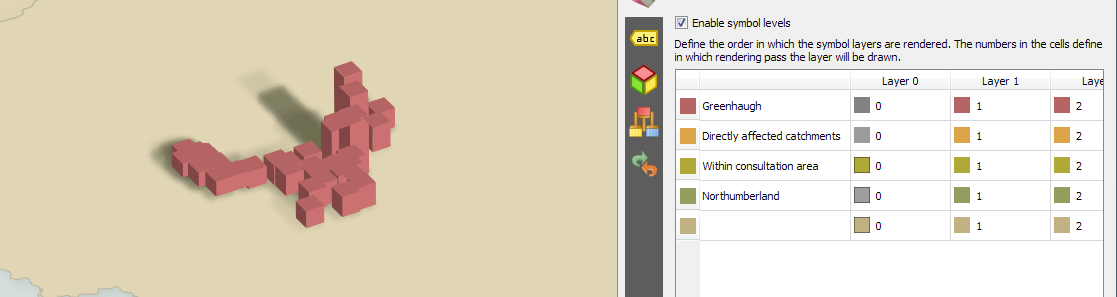 Enable symbol levels
abc
Define the order in which the symbol layers are rendered. The numbers in the cells define
in which rendering pass the layer will be drawn.
Layer 0 Layer 1 Laye
Greenhaugh 0 1 2
Directly affected catchments 0 1 2
Within consultation area 0 1 2
Northumberland 0 1 2
0 1 2